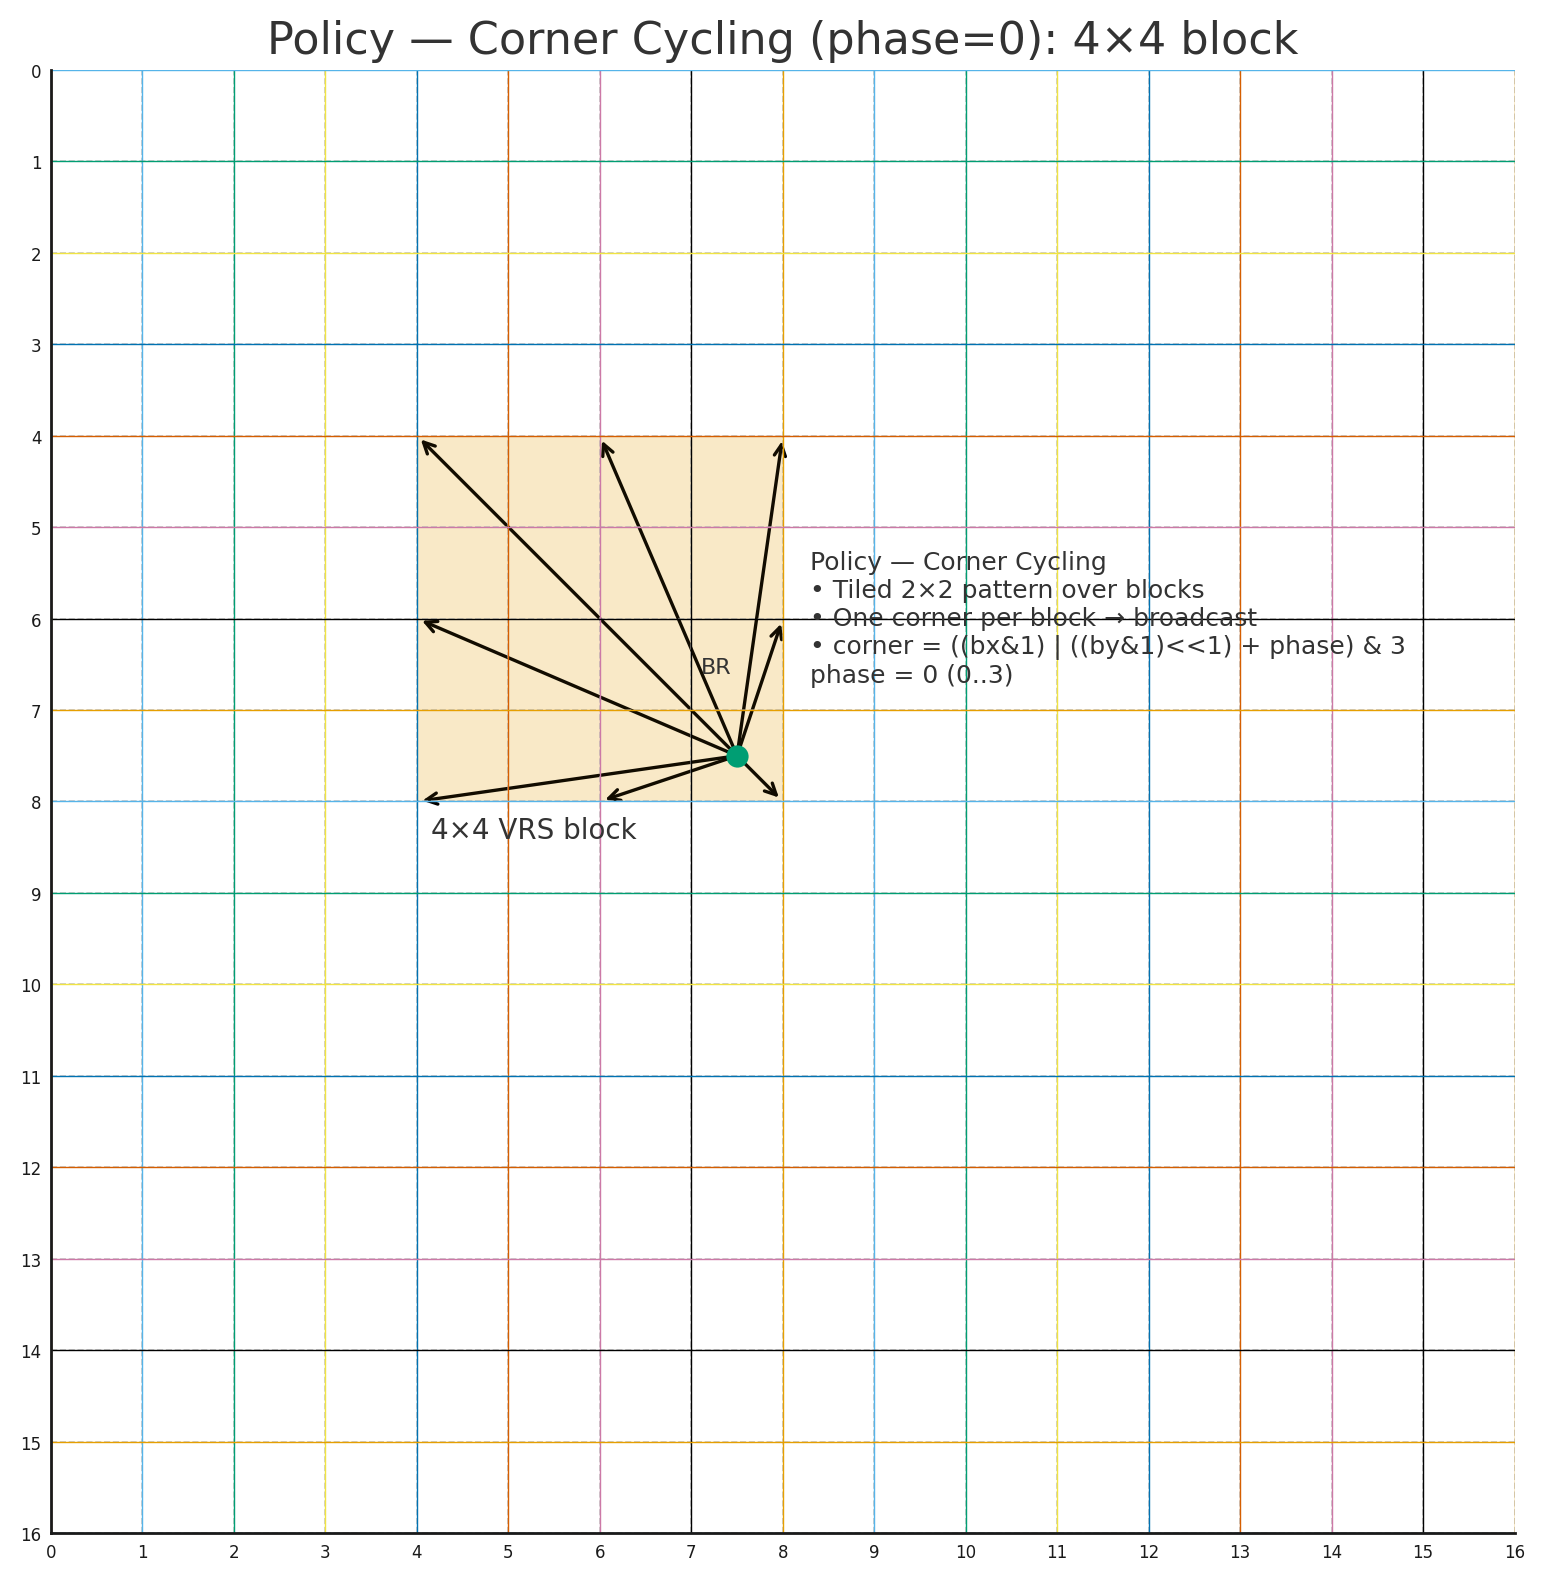 Policy — Corner Cycling (phase=0): 4×4 block
0
1
2
3
4
5
Policy — Corner Cycling
• Tiled 2×2 pattern over blocks
6
• One corner per block → broadcast
• corner = ((bx&1) | ((by&1)<<1) + phase) & 3
BR
phase = 0 (0..3)
7
8
4×4 VRS block
9
10
11
12
13
14
15
16
0 1 2 3 4 5 6 7 8 9 10 11 12 13 14 15 16